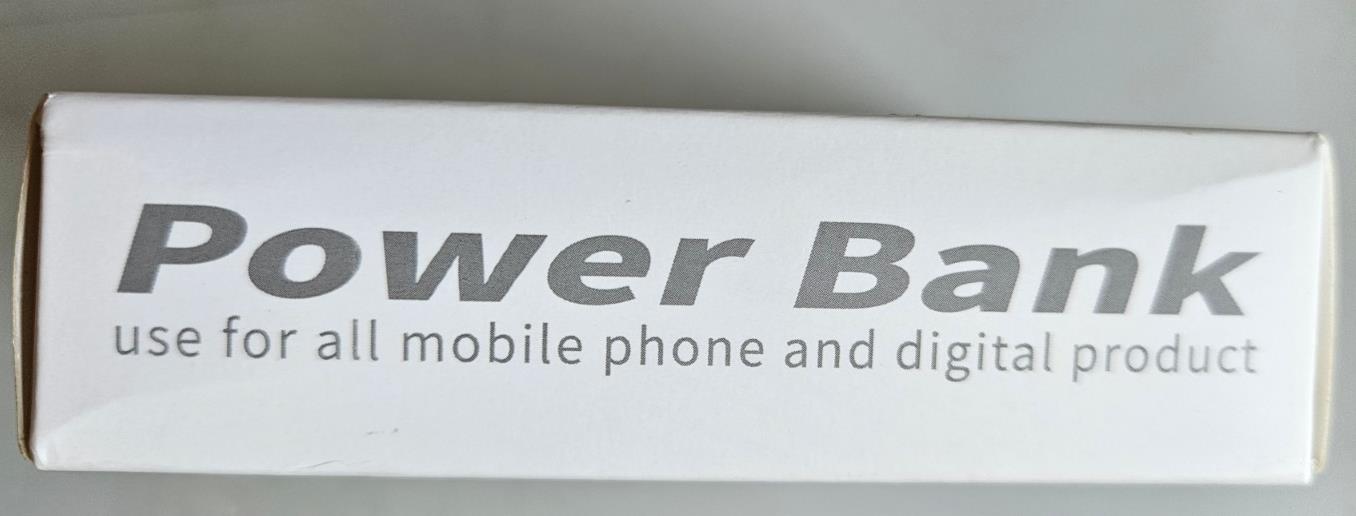 Power Bank
use for all mobile phone and digital product